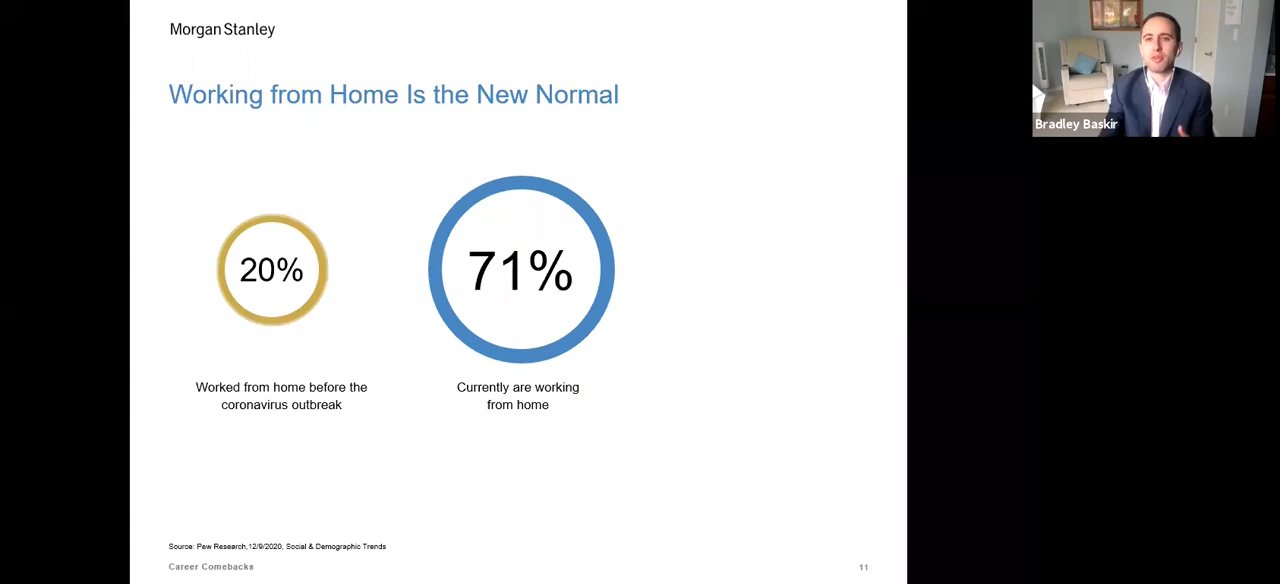 Morgan Stanley
Working from Home Is the New Normal
20%
71%
Worked from home before the
coronavirus outbreak
Currently are working
from home
Source: Pew Research,12/9/2020, Social & Demographic Trends
Career Comebacks
11
Bradley Baskir